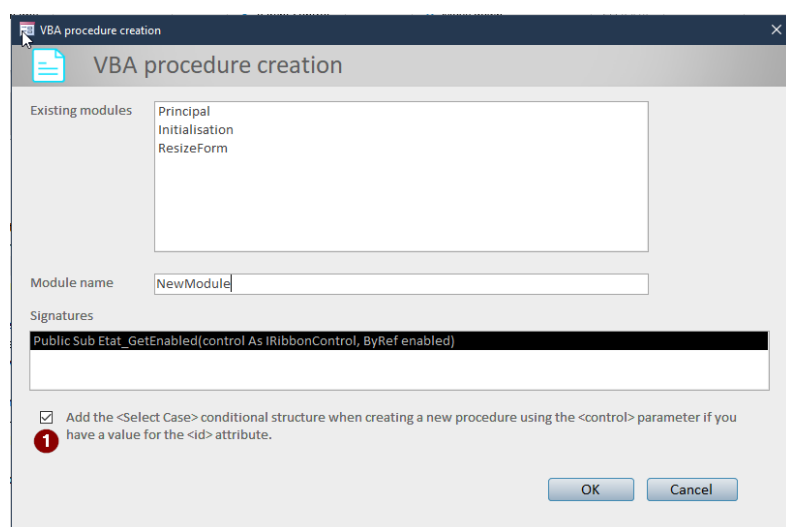 VBA procedure creation
VBA procedure creation
Existing modules
Principal
Initialisation
ResizeForm
Module name
NewModule
Signatures
Public Sub Etat_GetEnabled(control As IRibbonControl, ByRef enabled)
Add the <Select Case> conditional structure when creating a new procedure using the <control> parameter if you
have a value for the <id> attribute.
1
OK
Cancel